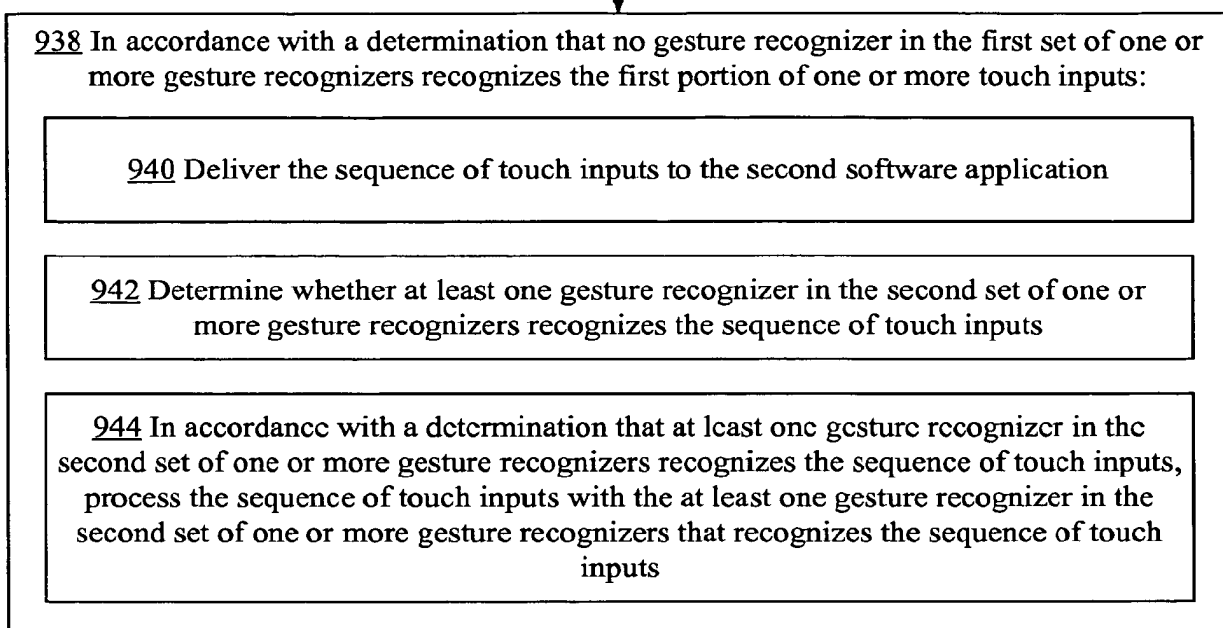 938 In accordance with a determination that no gesture recognizer in the first set of one or
more gesture recognizers recognizes the first portion of one or more touch inputs:
940 Deliver the sequence of touch inputs to the second software application
942 Determine whether at least one gesture recognizer in the second set of one or
more gesture recognizers recognizes the sequence of touch inputs
944 In accordance with a determination that at least one gesture recognizer in the
second set of one or more gesture recognizers recognizes the sequence of touch inputs,
process the sequence of touch inputs with the at least one gesture recognizer in the
second set of one or more gesture recognizers that recognizes the sequence of touch
inputs